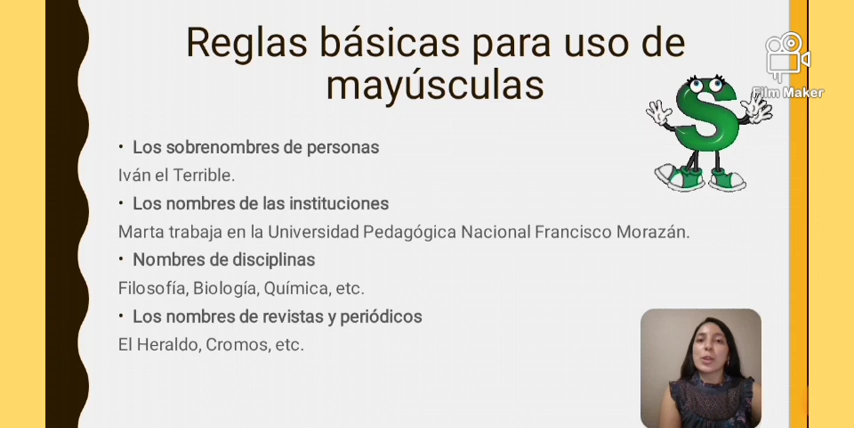 Reglas básicas para uso de
mayúsculas
Film Maker
• Los sobrenombres de personas
Iván el Terrible.
• Los nombres de las instituciones
Marta trabaja en la Universidad Pedagógica Nacional Francisco Morazán.
• Nombres de disciplinas
Filosofía, Biología, Química, etc.
• Los nombres de revistas y periódicos
El Heraldo, Cromos, etc.